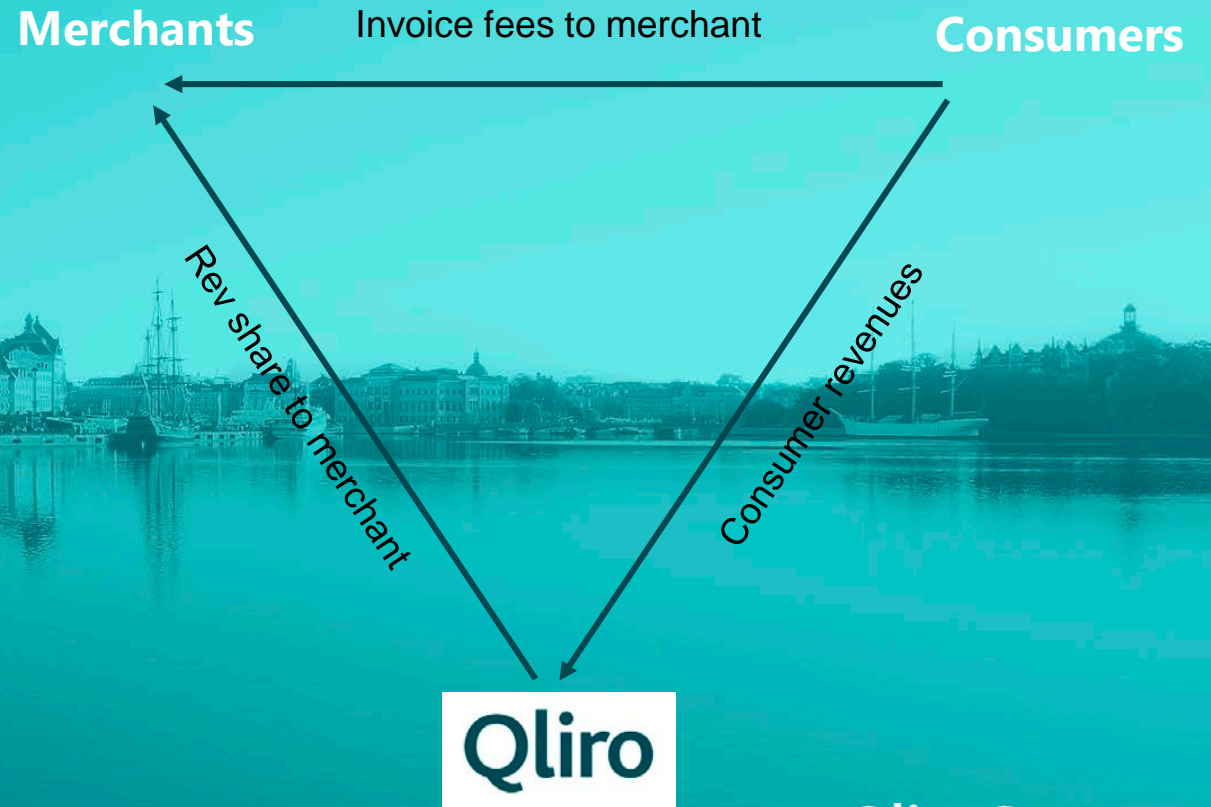 Merchants
Invoice fees to merchant
Consumers
Rev share to merchant
Consumer revenues
Qliro